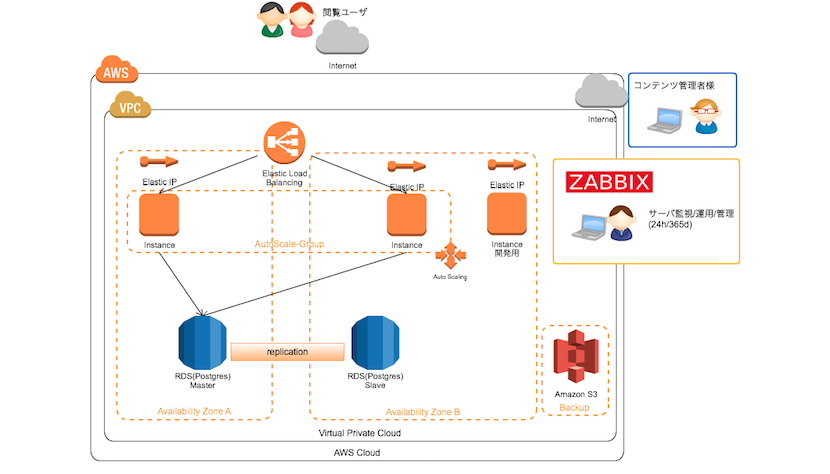 閲覧ユーザ
Internet
AWS
VPC
Internet
コンテンツ管理者様
Elastic Load
Balancing
Elastic IP
Elastic IP
Elastic IP
ZABBIX
サーバ監視/運用/管理
(24h/365d)
Instance
AutoScale-Group
Instance
Instance
開発用
Auto Scaling
replication
RDS(Postgres)
Master
RDS(Postgres)
Slave
Amazon S3
Backup
Availability Zone A
Availability Zone B
Virtual Private Cloud
AWS Cloud